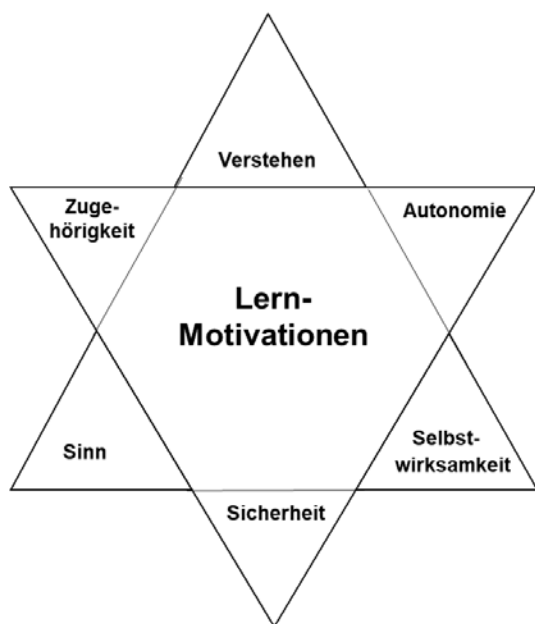 Verstehen
Zuge-
hörigkeit
Autonomie
Lern-
Motivationen
Sinn
Selbst-
wirksamkeit
Sicherheit